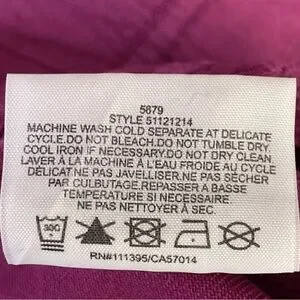 5679
STYLE 51121214
MACHINE WASH COLD SEPARATE AT DELICATE
CYCLE.DO NOT BLEACH.DO NOT TUMBLE DRY.
COOL IRON IF NECESSARY.DO NOT DRY CLEAN.
LAVER À LA MACHINE À L'EAU FROIDE AU CYCLE
DÉLICAT NE PAS JAVELLISER.NE PAS SÉCHER
PAR CULBUTAGE.REPASSER A BASSE
TEMPERATURE SI NECESSAIRE.
NE PAS NETTOYER À SEC.
RN#111395/CA57014